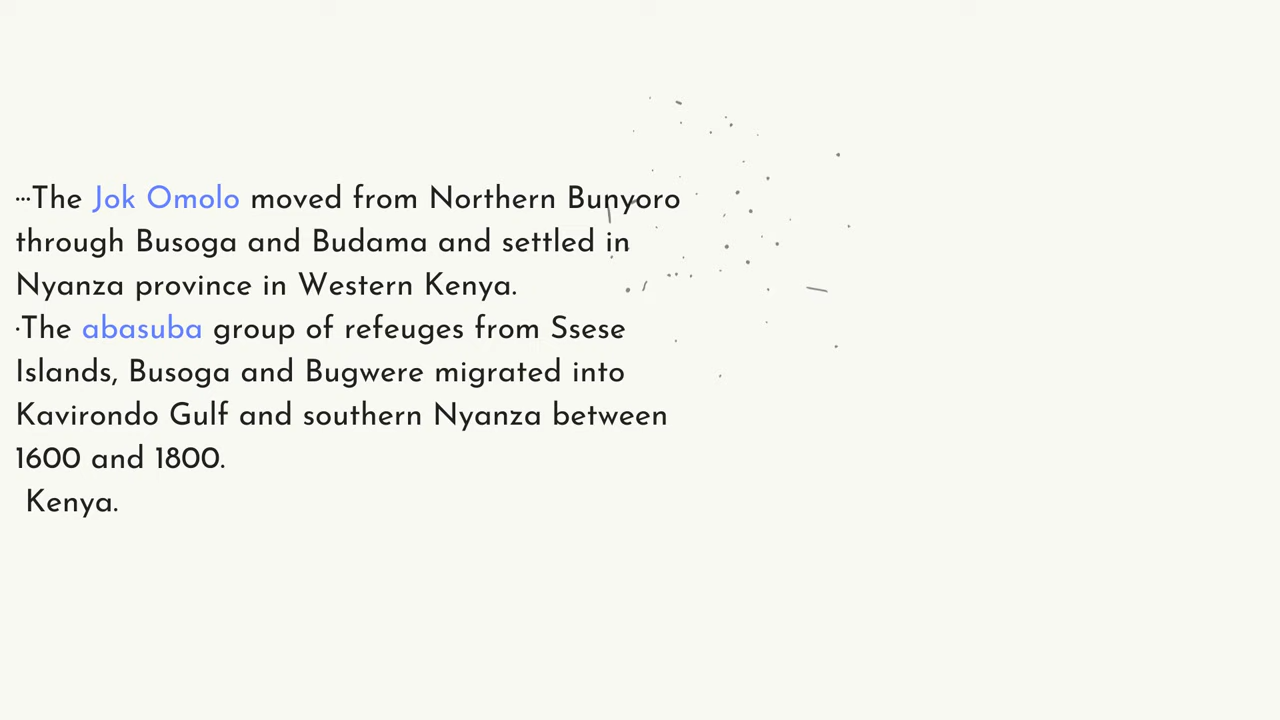 ···The Jok Omolo moved from Northern Bunyoro
through Busoga and Budama and settled in
Nyanza province in Western Kenya.
·The abasuba group of refeuges from Ssese
Islands, Busoga and Bugwere migrated into
Kavirondo Gulf and southern Nyanza between
1600 and 1800.
Kenya.